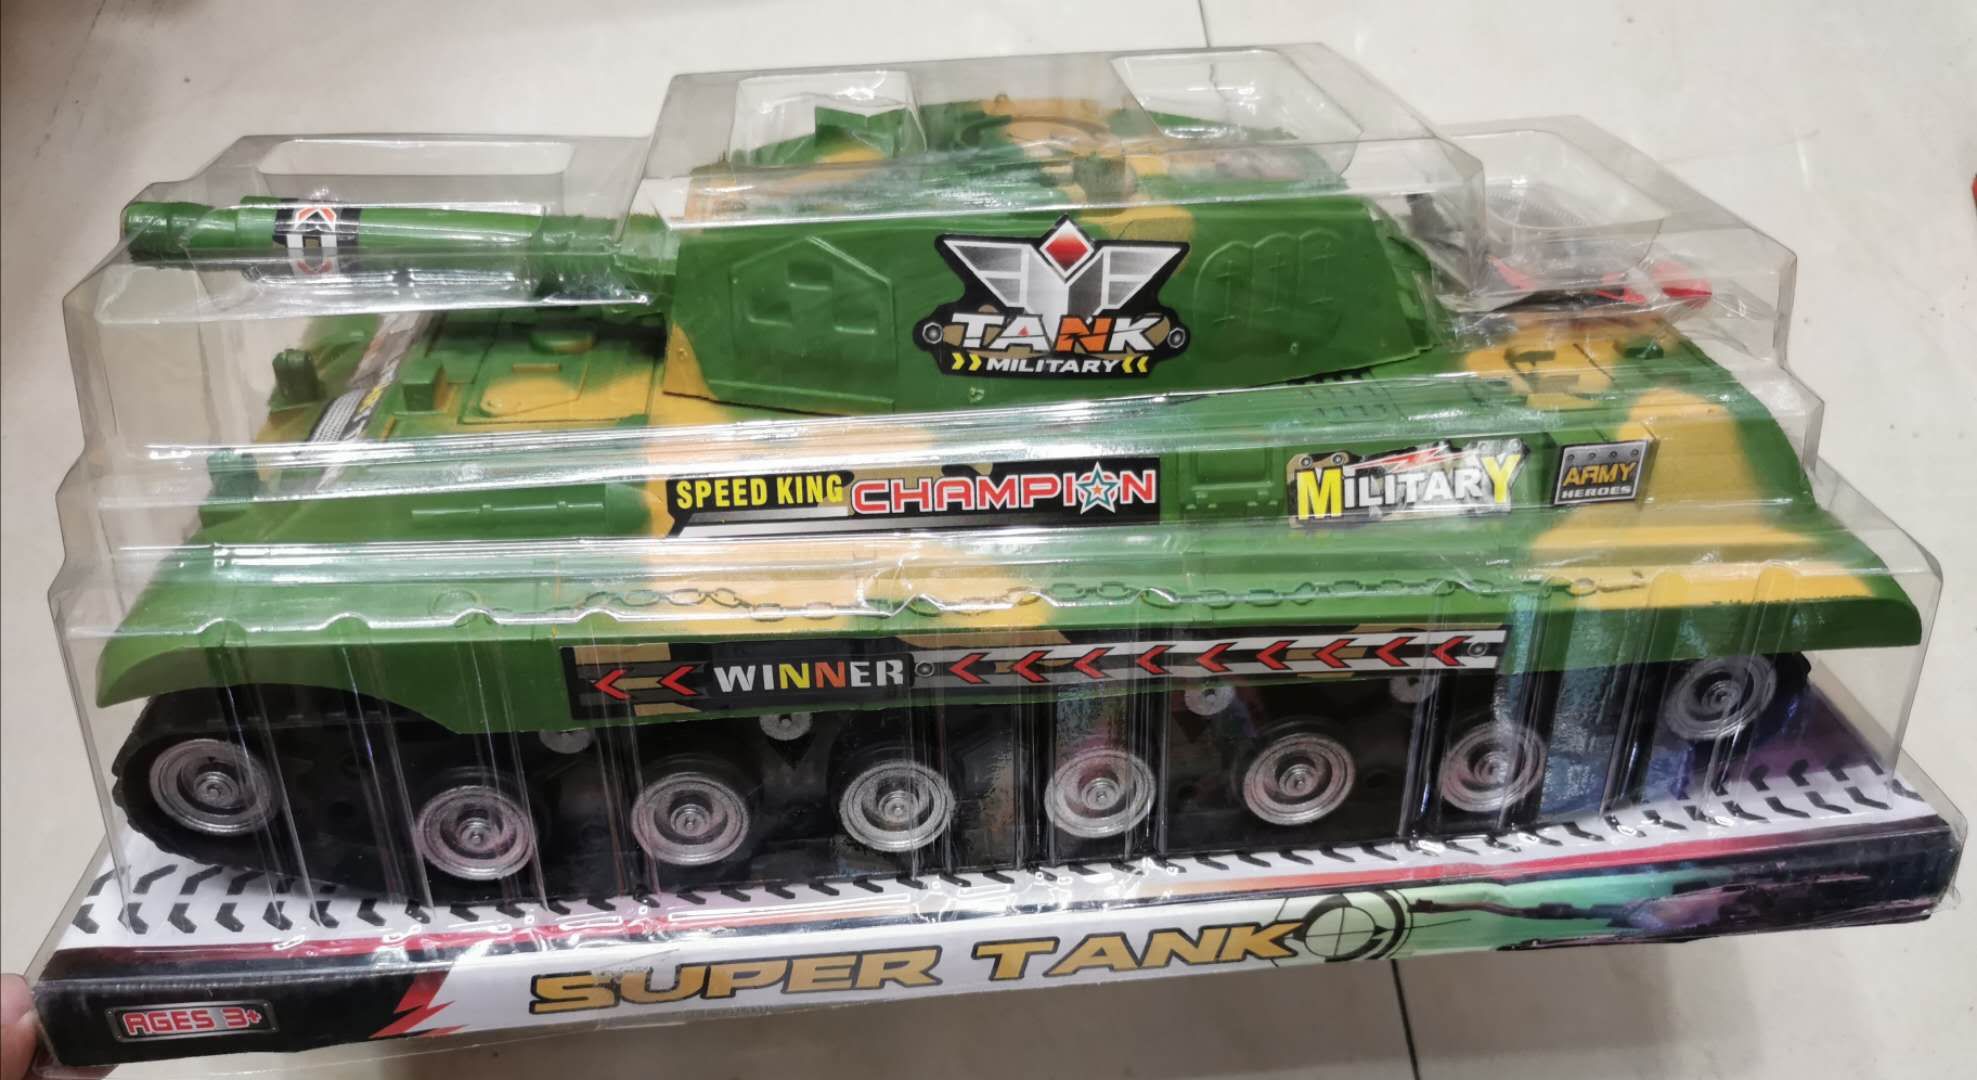 TANK
MILITARY
SPEED KING CHAMPION
MILITARY
ARMY
HEROES
WINNER
SUPER TANK
AGES 3+